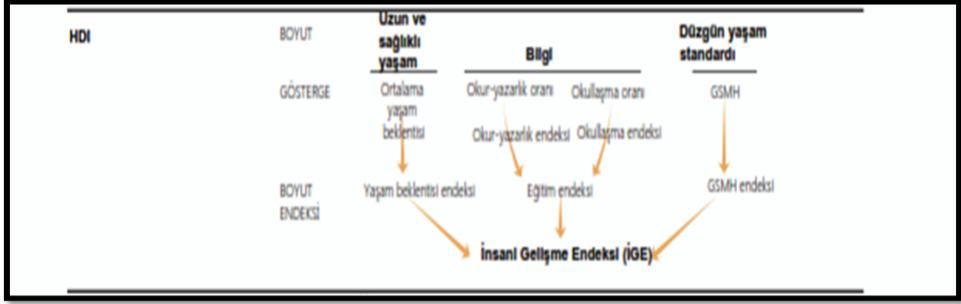 HDI
BOYUT
Uzun ve
sağlıklı
yaşam
Bilgi
Düzgün yaşam
standardı
GÖSTERGE
Ortalama
yaşam
beklentisi
Okur-yazarlık oranı
Okullaşma oranı
GSMH
Okur-yazarlık endeksi
Okullaşma endeksi
BOYUT
ENDEKSİ
Yaşam beklentisi endeksi
Eğitim endeksi
GSMH endeksi
İnsani Gelişme Endeksi (İGE)